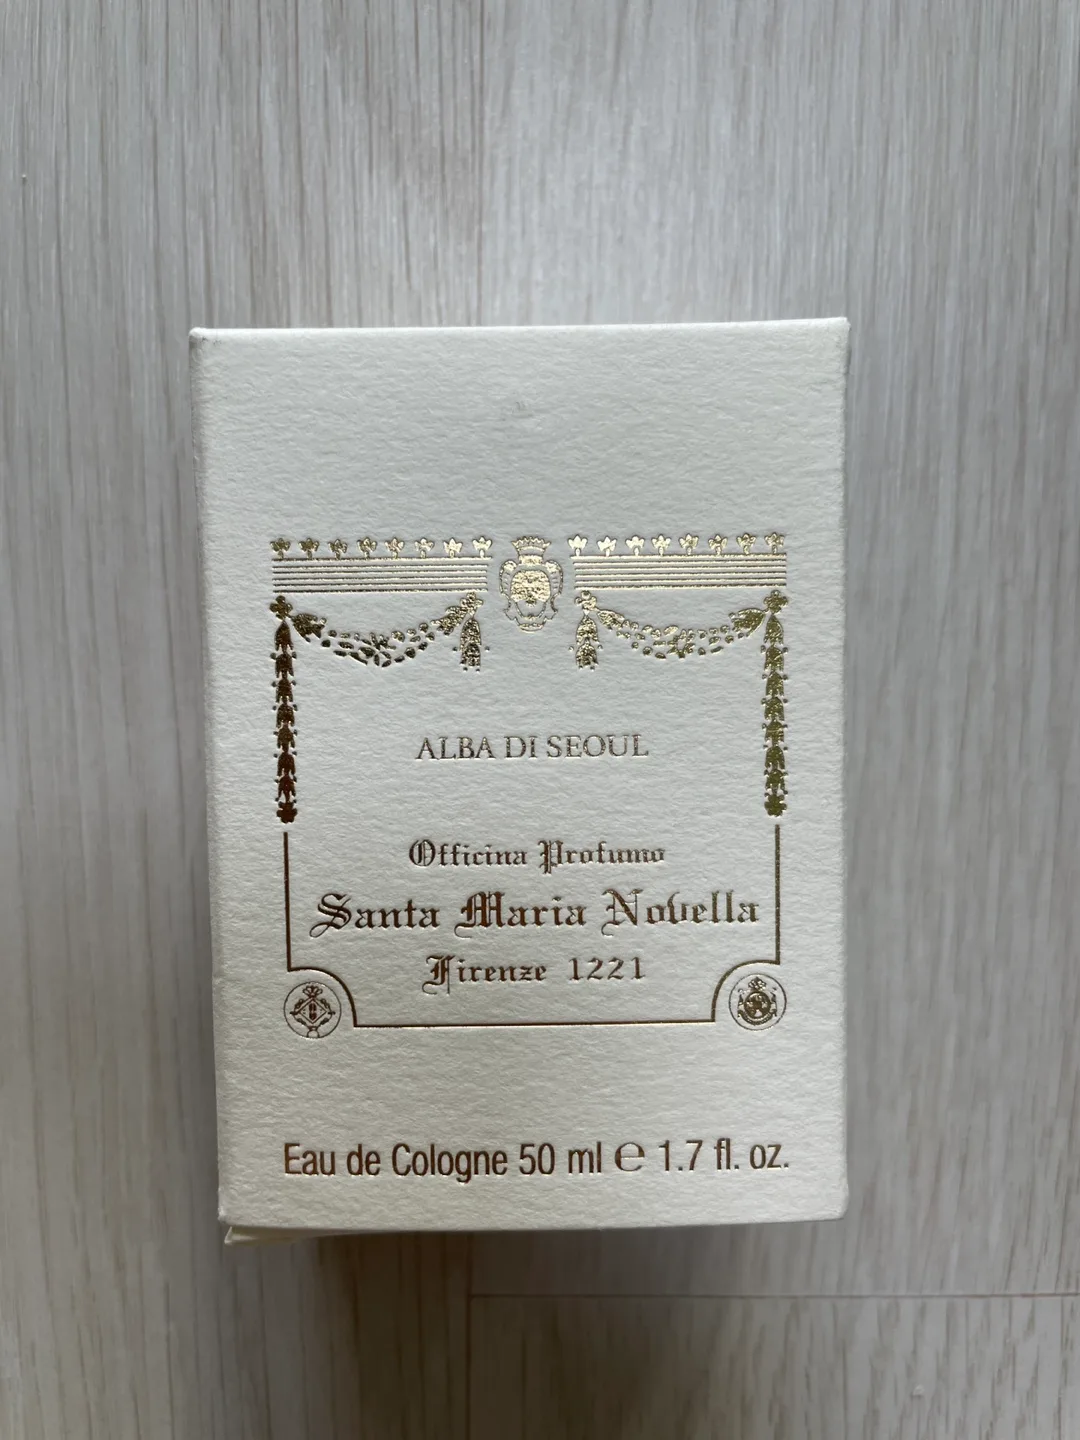 ALBA DI SEOUL
Officina Profumo
Santa Maria Novella
Firenze 1221
Eau de Cologne 50 ml ℮ 1.7 fl. oz.